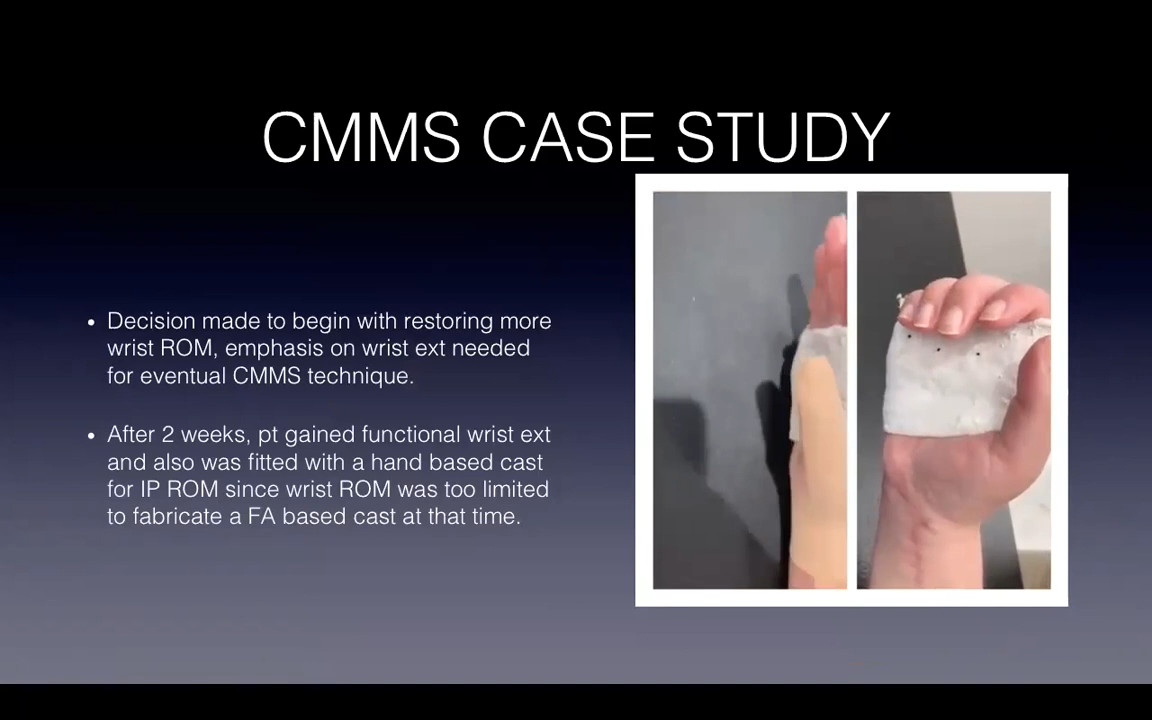 CMMS CASE STUDY
• Decision made to begin with restoring more
wrist ROM, emphasis on wrist ext needed
for eventual CMMS technique.
• After 2 weeks, pt gained functional wrist ext
and also was fitted with a hand based cast
for IP ROM since wrist ROM was too limited
to fabricate a FA based cast at that time.